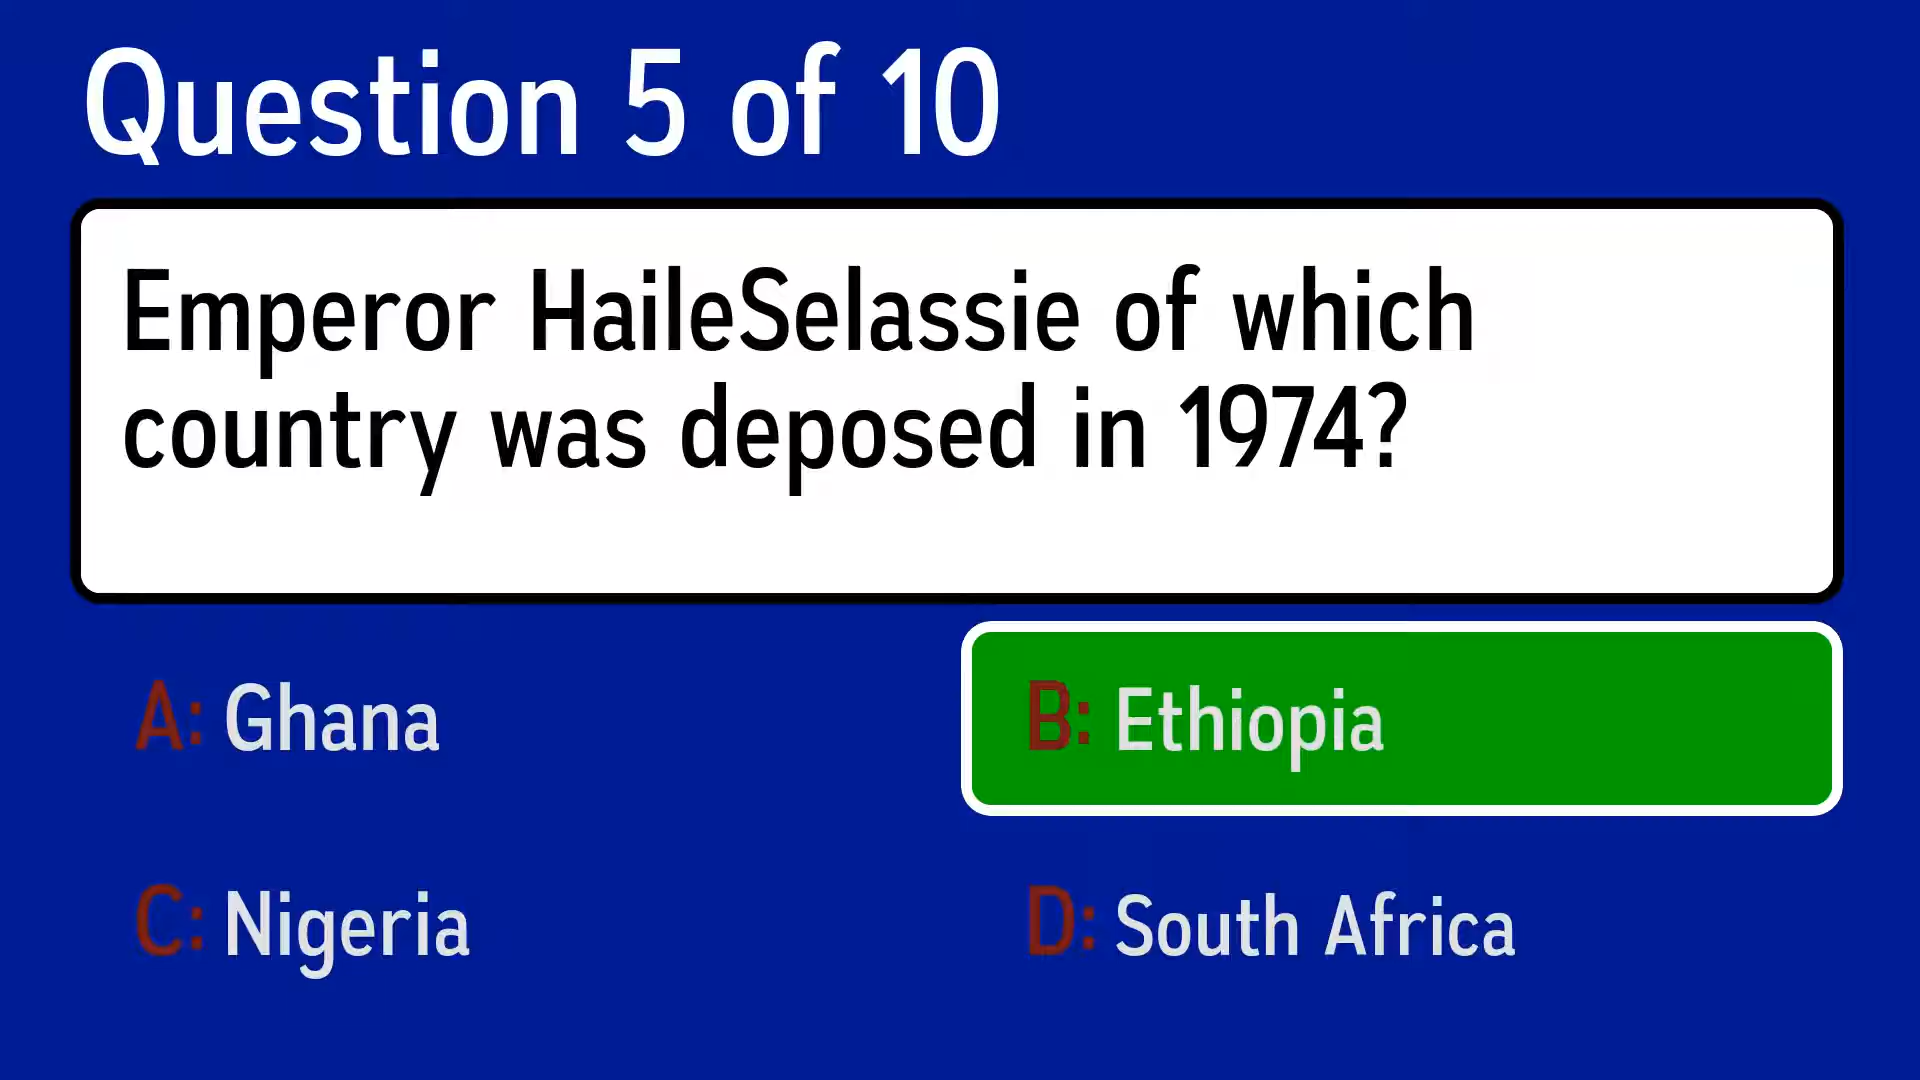 Question 5 of 10
Emperor HaileSelassie of which
country was deposed in 1974?
A: Ghana
B: Ethiopia
C: Nigeria
D: South Africa